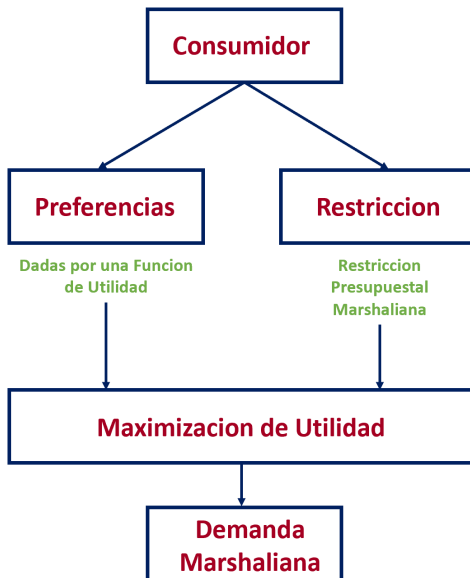 Consumidor
Preferencias
Restriccion
Dadas por una Funcion
de Utilidad
Restriccion
Presupuestal
Marshaliana
Maximizacion de Utilidad
Demanda
Marshaliana